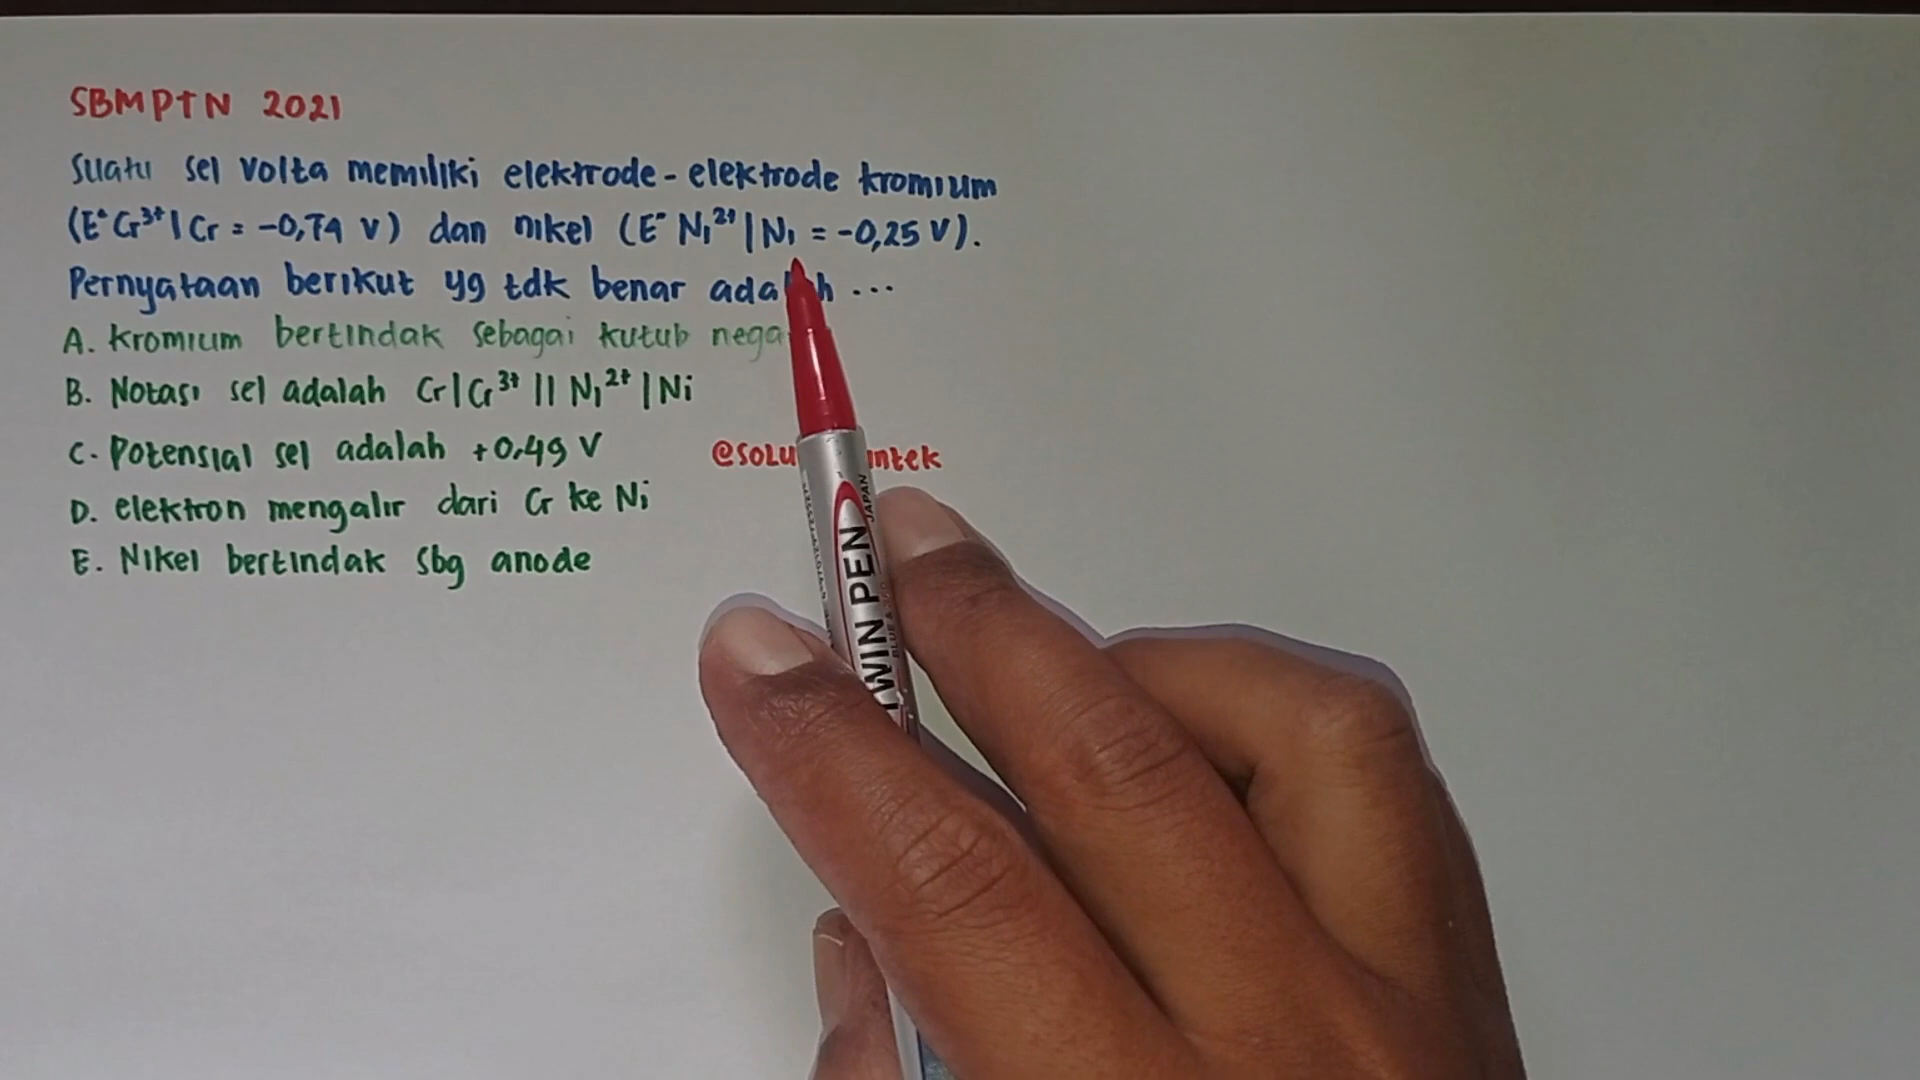 SBMPTN 2021
Suatu sel volta memiliki elektrode-elektrode kromium
(E° Cr³⁺|Cr = -0,74 V) dan nikel (E° Ni²⁺|Ni = -0,25 V).
Pernyataan berikut yg tdk benar adalah ...
A. Kromium bertindak sebagai kutub
B. Notasi sel adalah Cr|Cr³⁺ || Ni²⁺|Ni
C. Potensial sel adalah +0,49 V
D. elektron mengalir dari Cr ke Ni
E. Nikel bertindak sbg anode
TWIN PEN
JAPAN